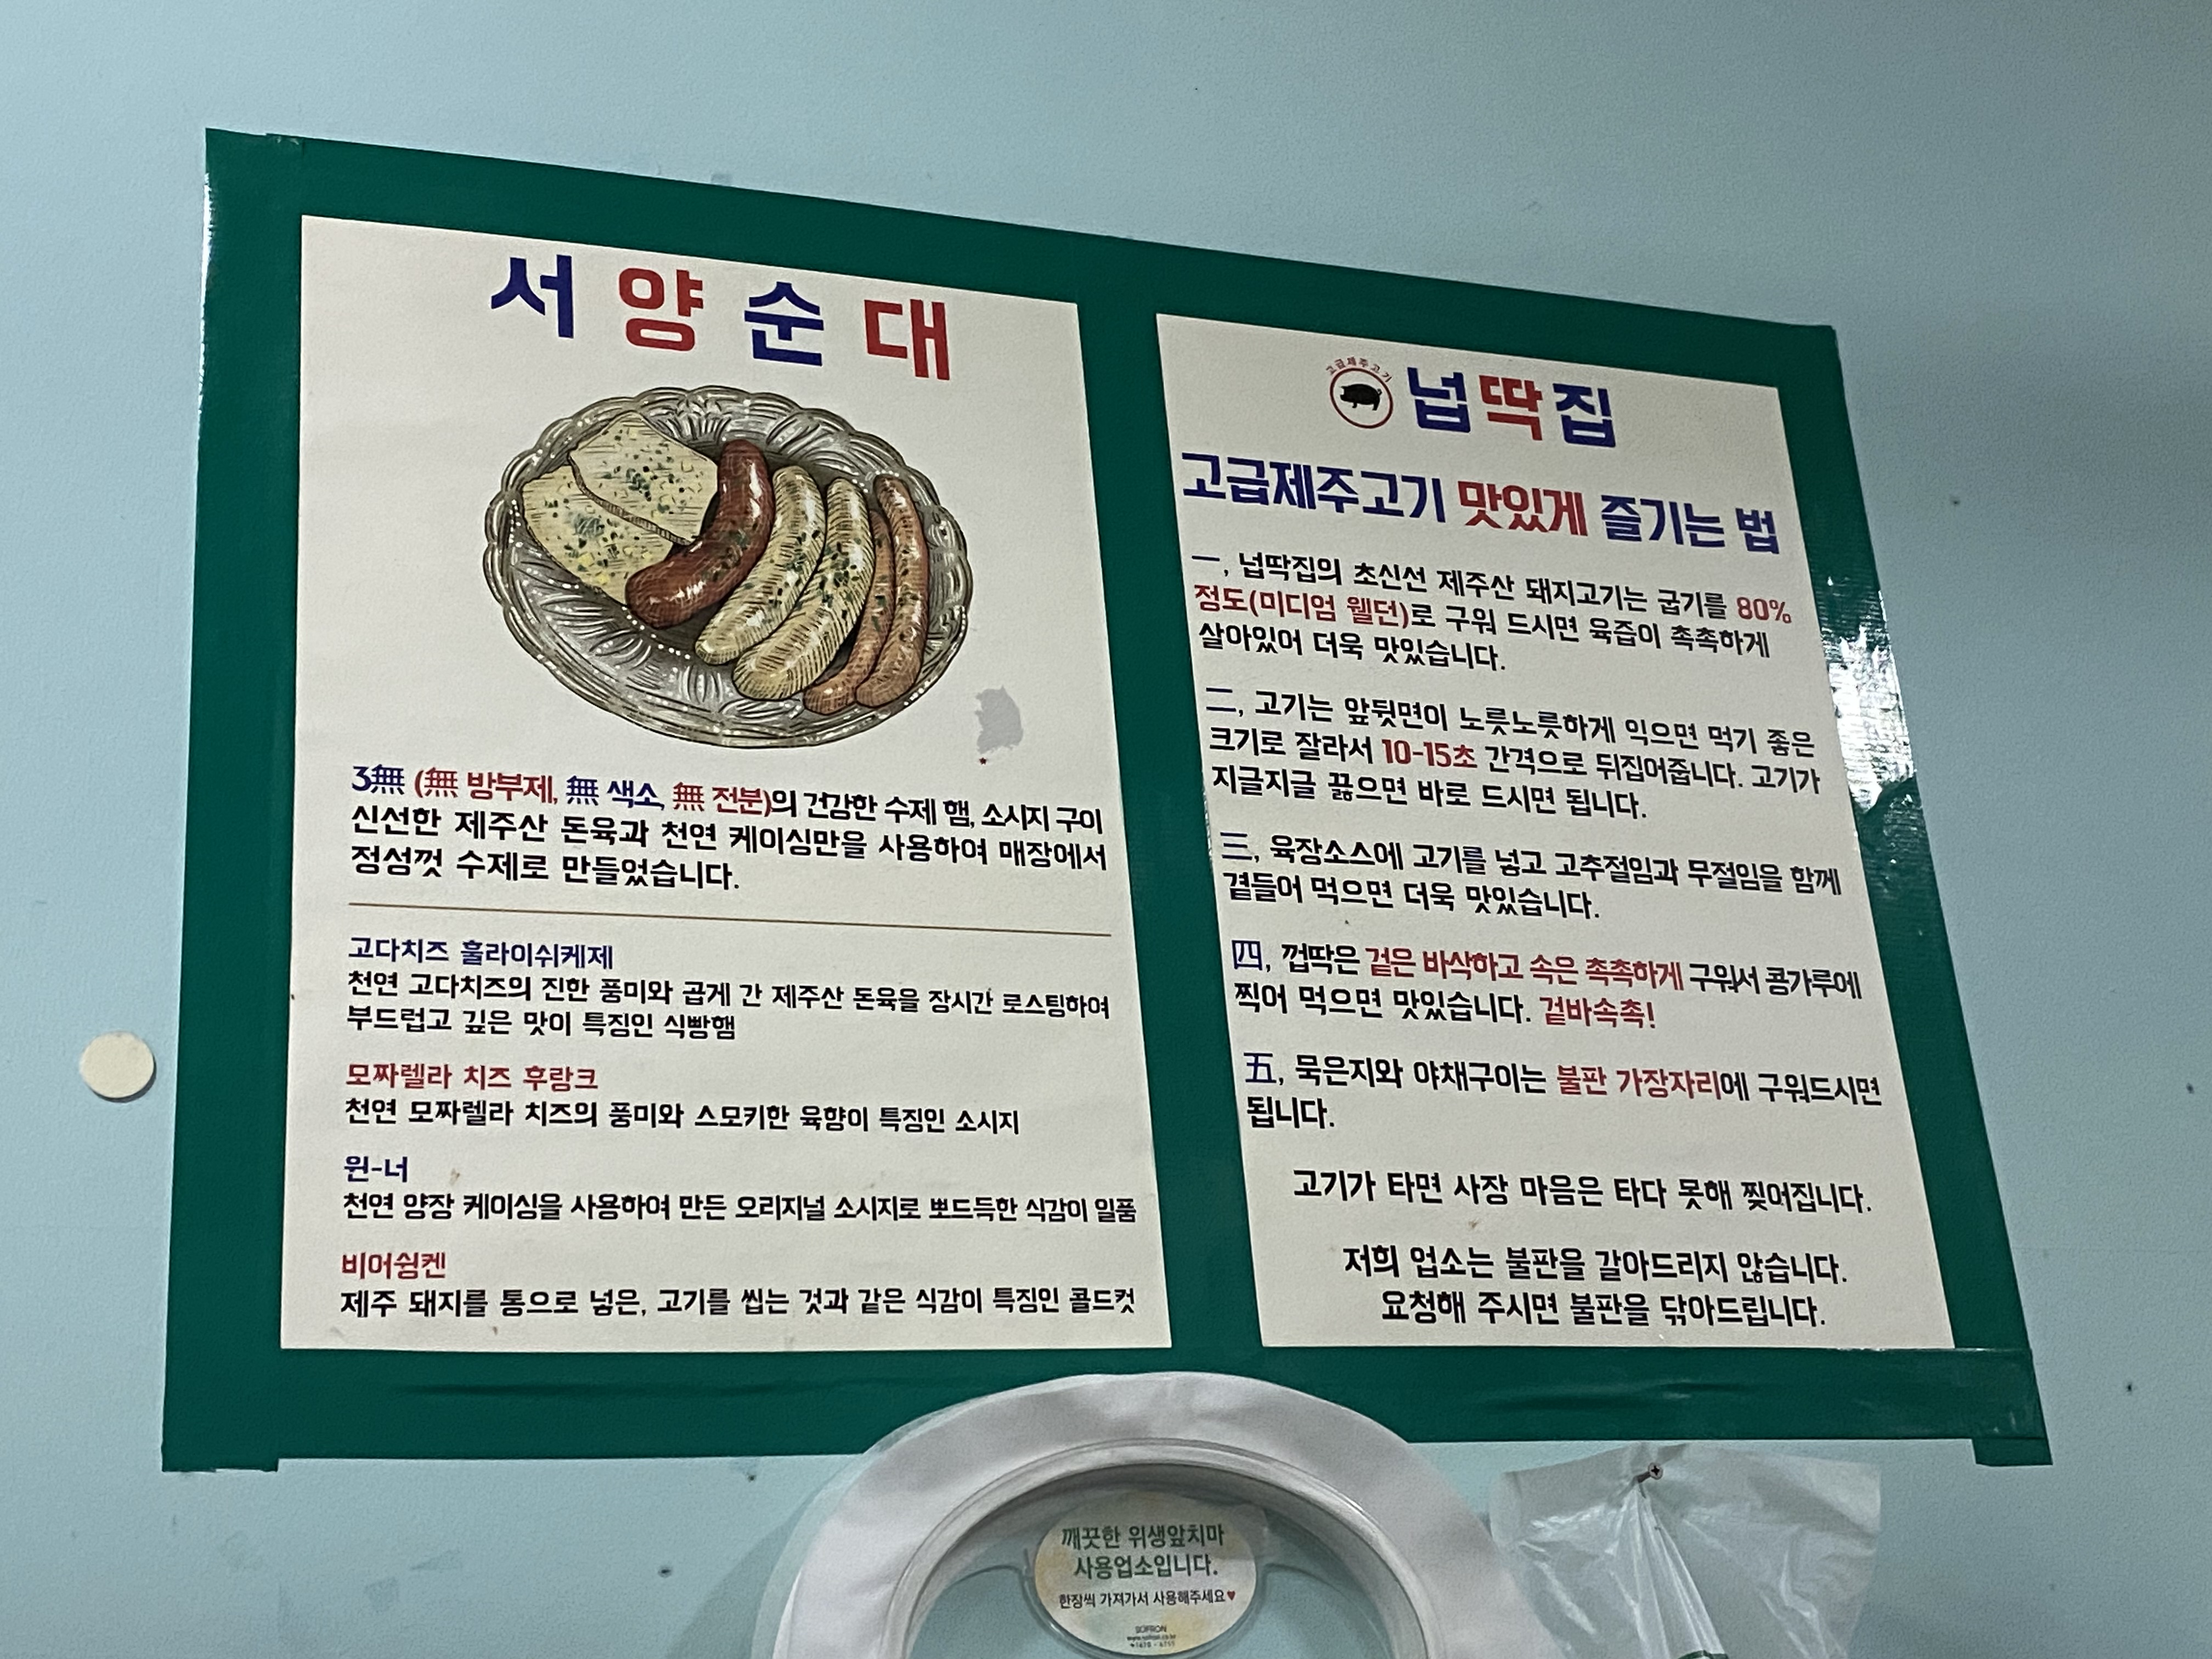 서양순대
3無 (無 방부제, 無 색소, 無 전분)의 건강한 수제 햄, 소시지 구이
신선한 제주산 돈육과 천연 케이싱만을 사용하여 매장에서
정성껏 수제로 만들었습니다.
고다치즈 훌라이쉬케제
천연 고다치즈의 진한 풍미와 곱게 간 제주산 돈육을 장시간 로스팅하여
부드럽고 깊은 맛이 특징인 식빵햄
모짜렐라 치즈 후랑크
천연 모짜렐라 치즈의 풍미와 스모키한 육향이 특징인 소시지
윈-너
천연 양장 케이싱을 사용하여 만든 오리지널 소시지로 뽀드득한 식감이 일품
비어슁켄
제주 돼지를 통으로 넣은, 고기를 씹는 것과 같은 식감이 특징인 콜드컷
고급제주고기
넙딱집
고급제주고기 맛있게 즐기는 법
一, 넙딱집의 초신선 제주산 돼지고기는 굽기를 80%
정도(미디엄 웰던)로 구워 드시면 육즙이 촉촉하게
살아있어 더욱 맛있습니다.
二, 고기는 앞뒷면이 노릇노릇하게 익으면 먹기 좋은
크기로 잘라서 10-15초 간격으로 뒤집어줍니다. 고기가
지글지글 끓으면 바로 드시면 됩니다.
三, 육장소스에 고기를 넣고 고추절임과 무절임을 함께
곁들어 먹으면 더욱 맛있습니다.
四, 껍딱은 겉은 바삭하고 속은 촉촉하게 구워서 콩가루에
찍어 먹으면 맛있습니다. 겉바속촉!
五, 묵은지와 야채구이는 불판 가장자리에 구워드시면
됩니다.
고기가 타면 사장 마음은 타다 못해 찢어집니다.
저희 업소는 불판을 갈아드리지 않습니다.
요청해 주시면 불판을 닦아드립니다.
깨끗한 위생앞치마
사용업소입니다.
한장씩 가져가서 사용해주세요♥